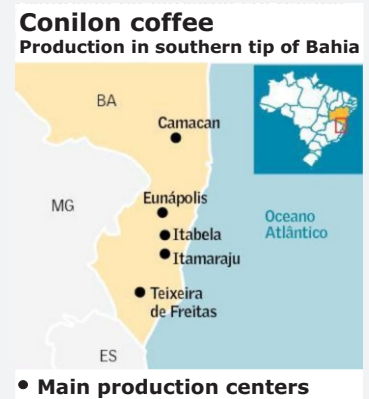 Conilon coffee
Production in southern tip of Bahia
BA
Camacan
MG
Eunápolis
Oceano
Atlântico
Itabela
Itamaraju
Teixeira
de Freitas
ES
• Main production centers